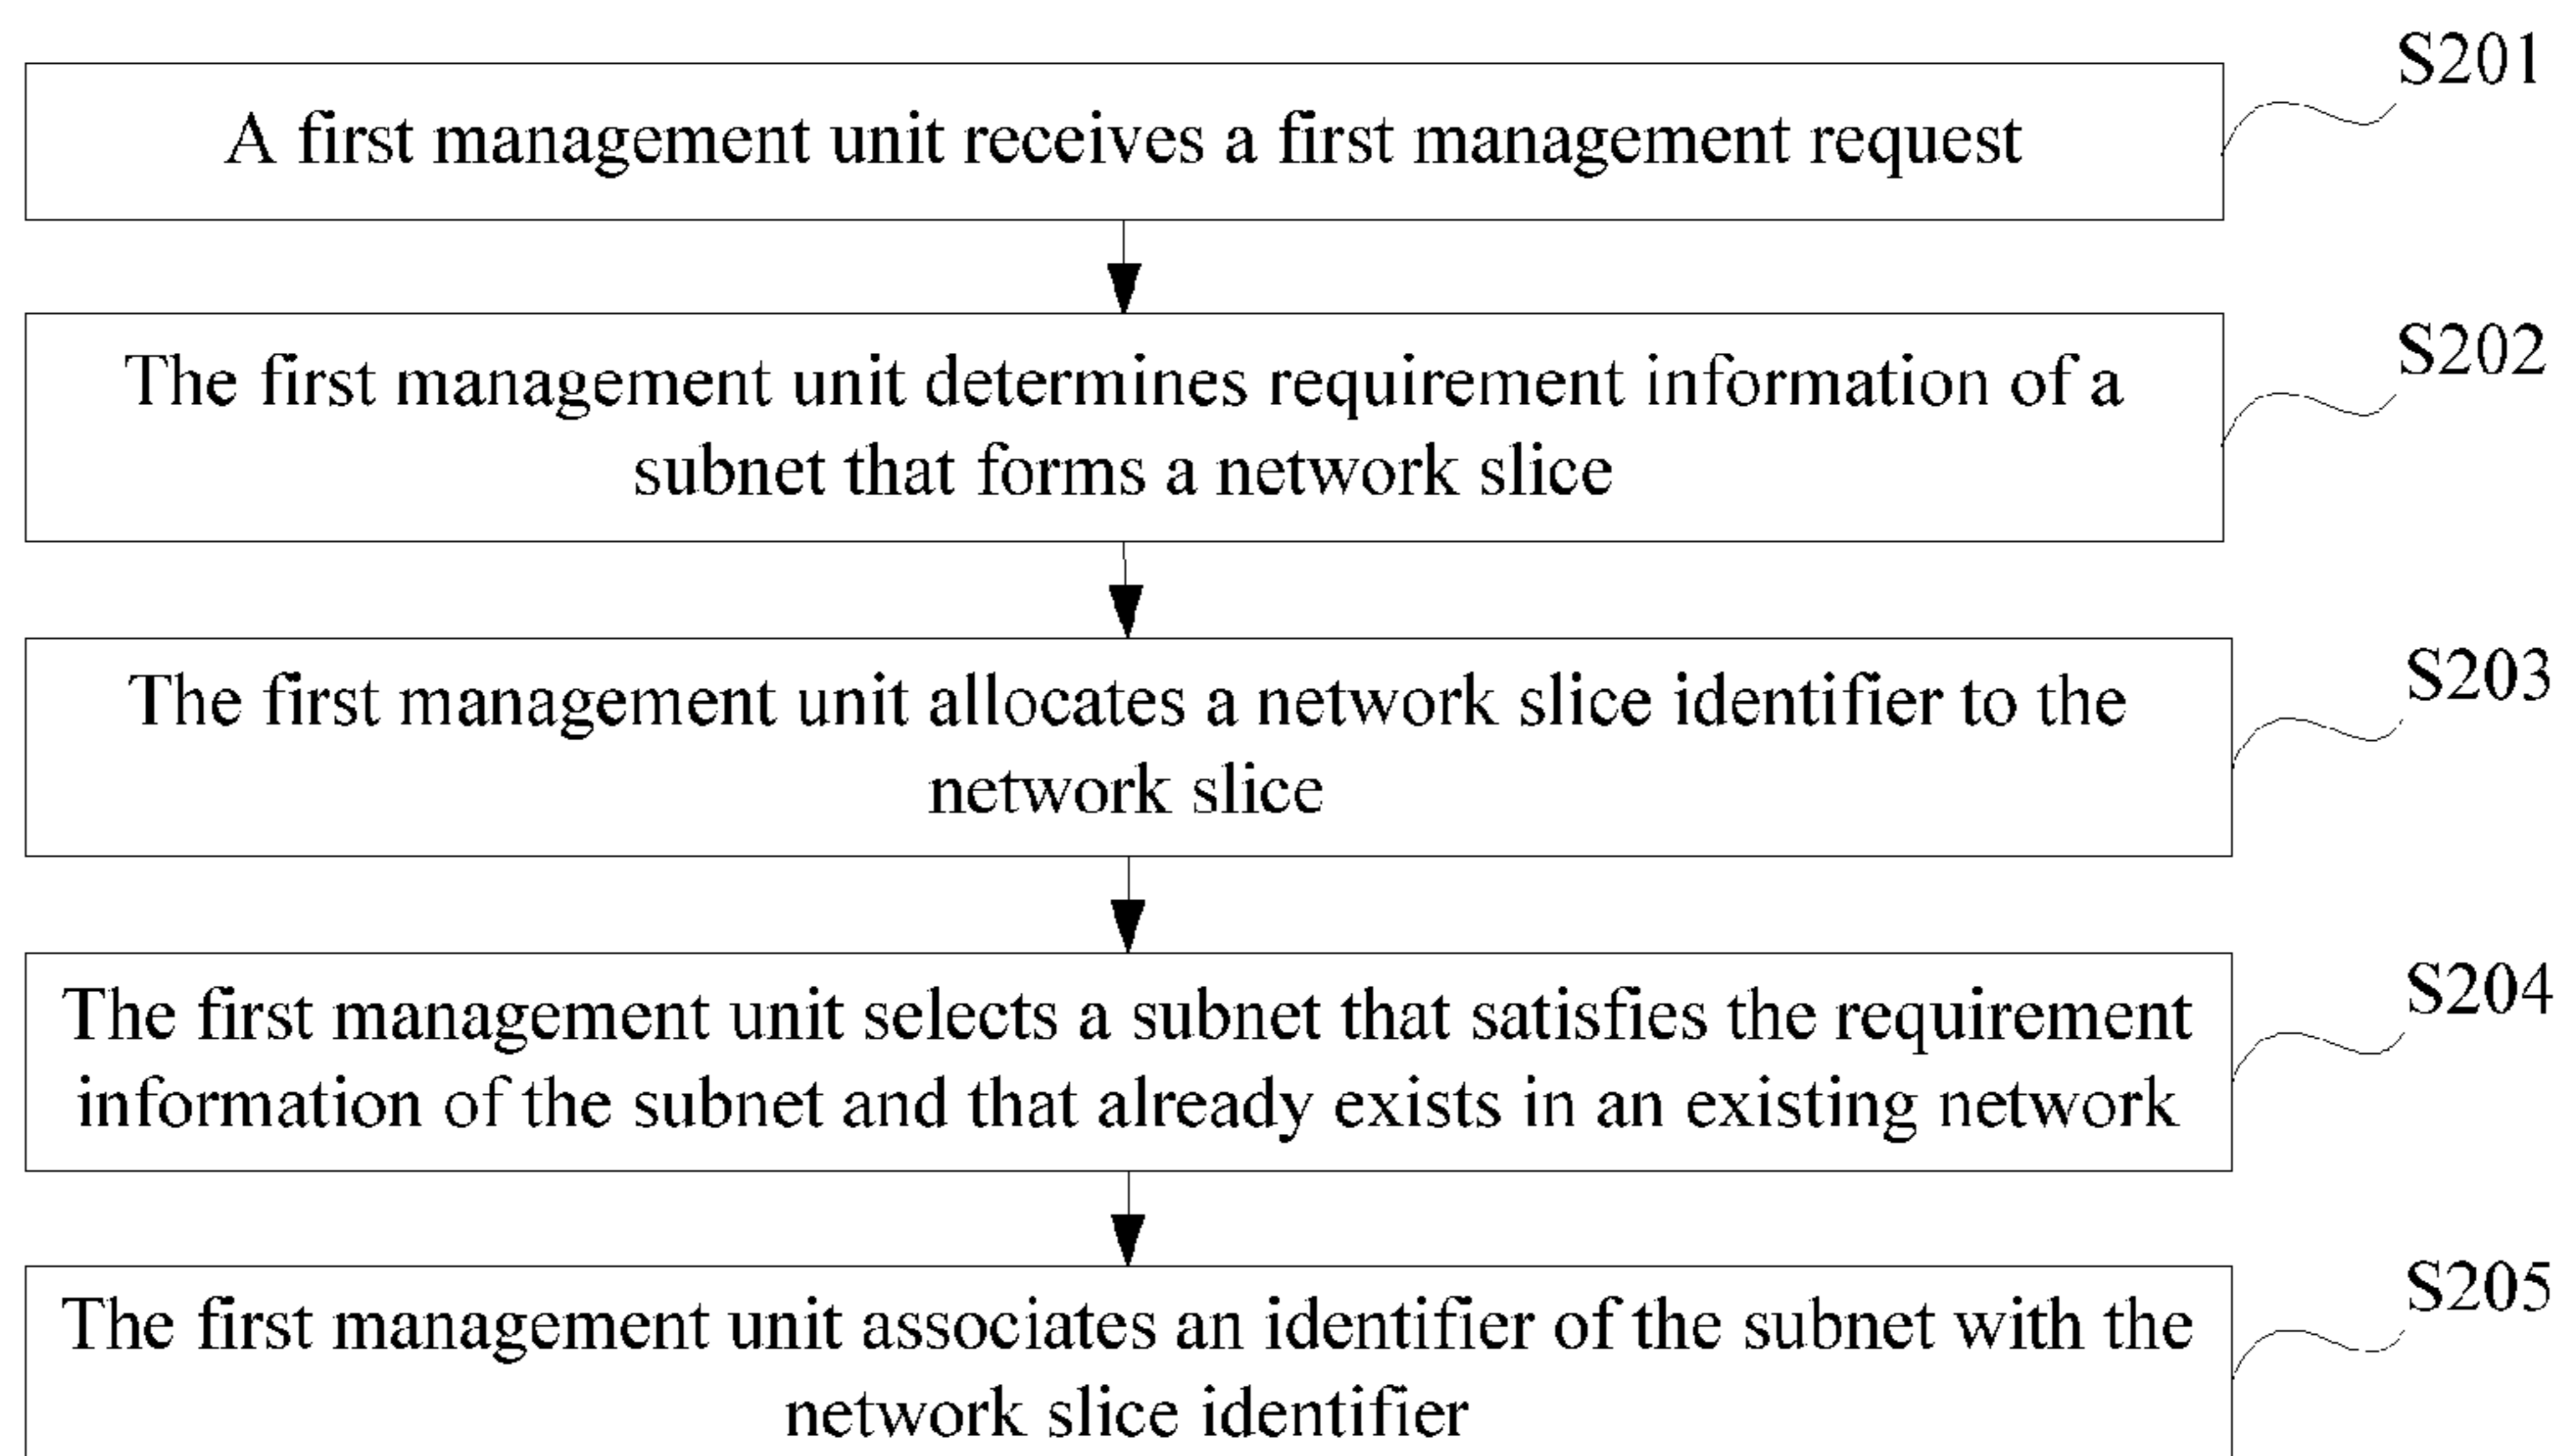 S201
A first management unit receives a first management request
S202
The first management unit determines requirement information of a
subnet that forms a network slice
S203
The first management unit allocates a network slice identifier to the
network slice
S204
The first management unit selects a subnet that satisfies the requirement
information of the subnet and that already exists in an existing network
S205
The first management unit associates an identifier of the subnet with the
network slice identifier